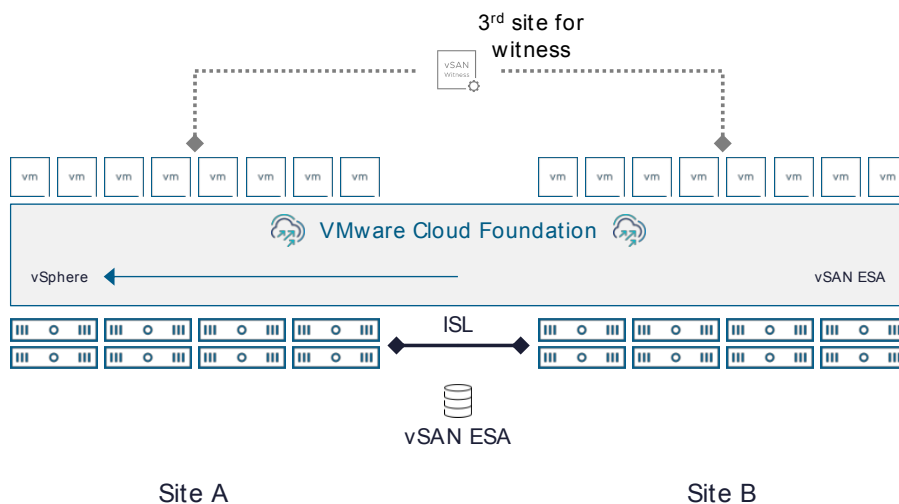 3rd site for
witness
vSAN
Witness
vm vm vm vm vm vm vm vm vm vm vm vm vm vm vm vm
VMware Cloud Foundation
vSphere vSAN ESA
ISL
vSAN ESA
Site A Site B